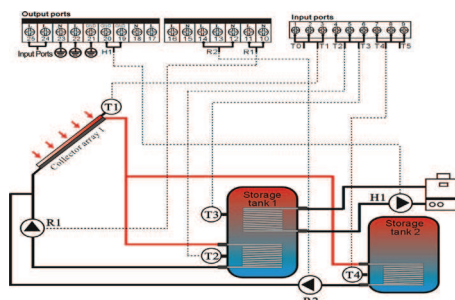 Output ports
Input ports
Input Ports
H1
R2
R1
T0
T1
T2
T3
T4
T5
T1
Collector array 1
Storage
tank 1
T3
H1
R1
T2
Storage
tank 2
T4